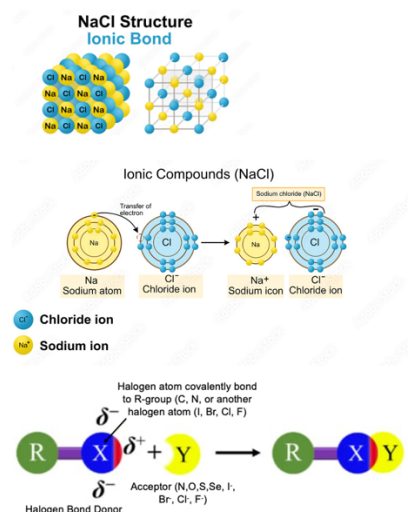 NaCl Structure
Ionic Bond
Cl Na Cl Na
Na Cl Na Cl
Cl Na Cl Na
Na Cl Na Cl
Ionic Compounds (NaCl)
Sodium chloride (NaCl)
Transfer of
electron
+ −
Na Cl Na Cl
Na Cl⁻ Na+ Cl⁻
Sodium atom Chloride ion Sodium icon Chloride ion
Cl⁻ Chloride ion
Na⁺ Sodium ion
Halogen atom covalently bond
to R-group (C, N, or another
halogen atom (I, Br, Cl, F)
δ⁻
R X δ⁺ + Y R X Y
δ⁻
Acceptor (N,O,S,Se, I⁻,
Br⁻, Cl⁻, F⁻)
Halogen Bond Donor